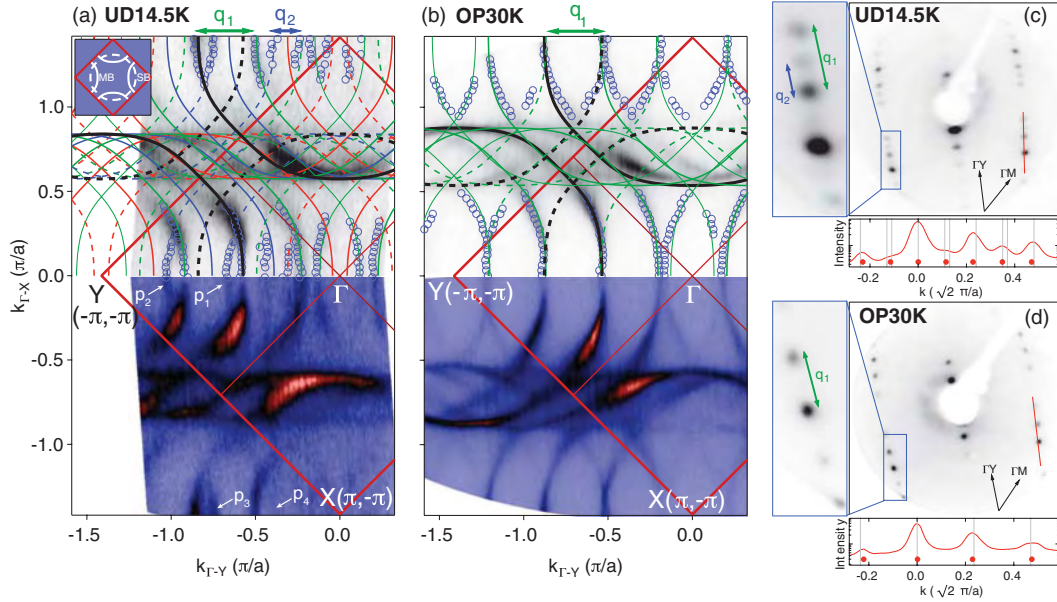 (a) UD14.5K
q₁
q₂
MB
SB
k_Γ-X (π/a)
1.0
0.5
0.0
-0.5
-1.0
Y
(-π,-π)
Γ
p₂
p₁
p₃
p₄
X(π,-π)
-1.5
-1.0
-0.5
0.0
k_Γ-Y (π/a)
(b) OP30K
q₁
Y(-π,-π)
Γ
X(π,-π)
-1.5
-1.0
-0.5
0.0
k_Γ-Y (π/a)
UD14.5K
(c)
q₁
q₂
ΓY
ΓM
Intensity
-0.2
0.0
0.2
0.4
k (√2 π/a)
OP30K
(d)
q₁
ΓY
ΓM
Intensity
-0.2
0.0
0.2
0.4
k (√2 π/a)